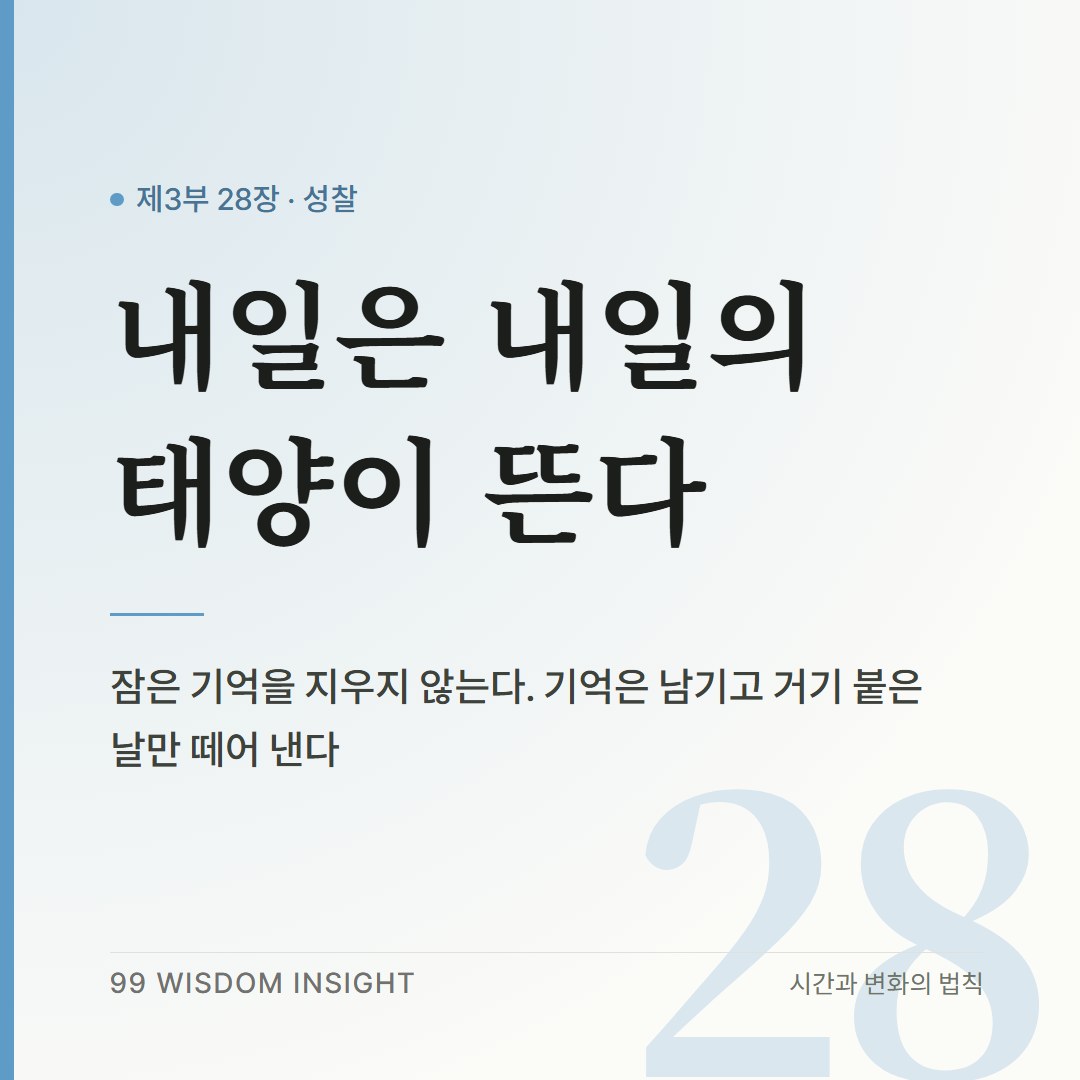 제3부 28장 · 성찰
내일은 내일의
태양이 뜬다
잠은 기억을 지우지 않는다. 기억은 남기고 거기 붙은
날만 떼어 낸다
28
99 WISDOM INSIGHT
시간과 변화의 법칙